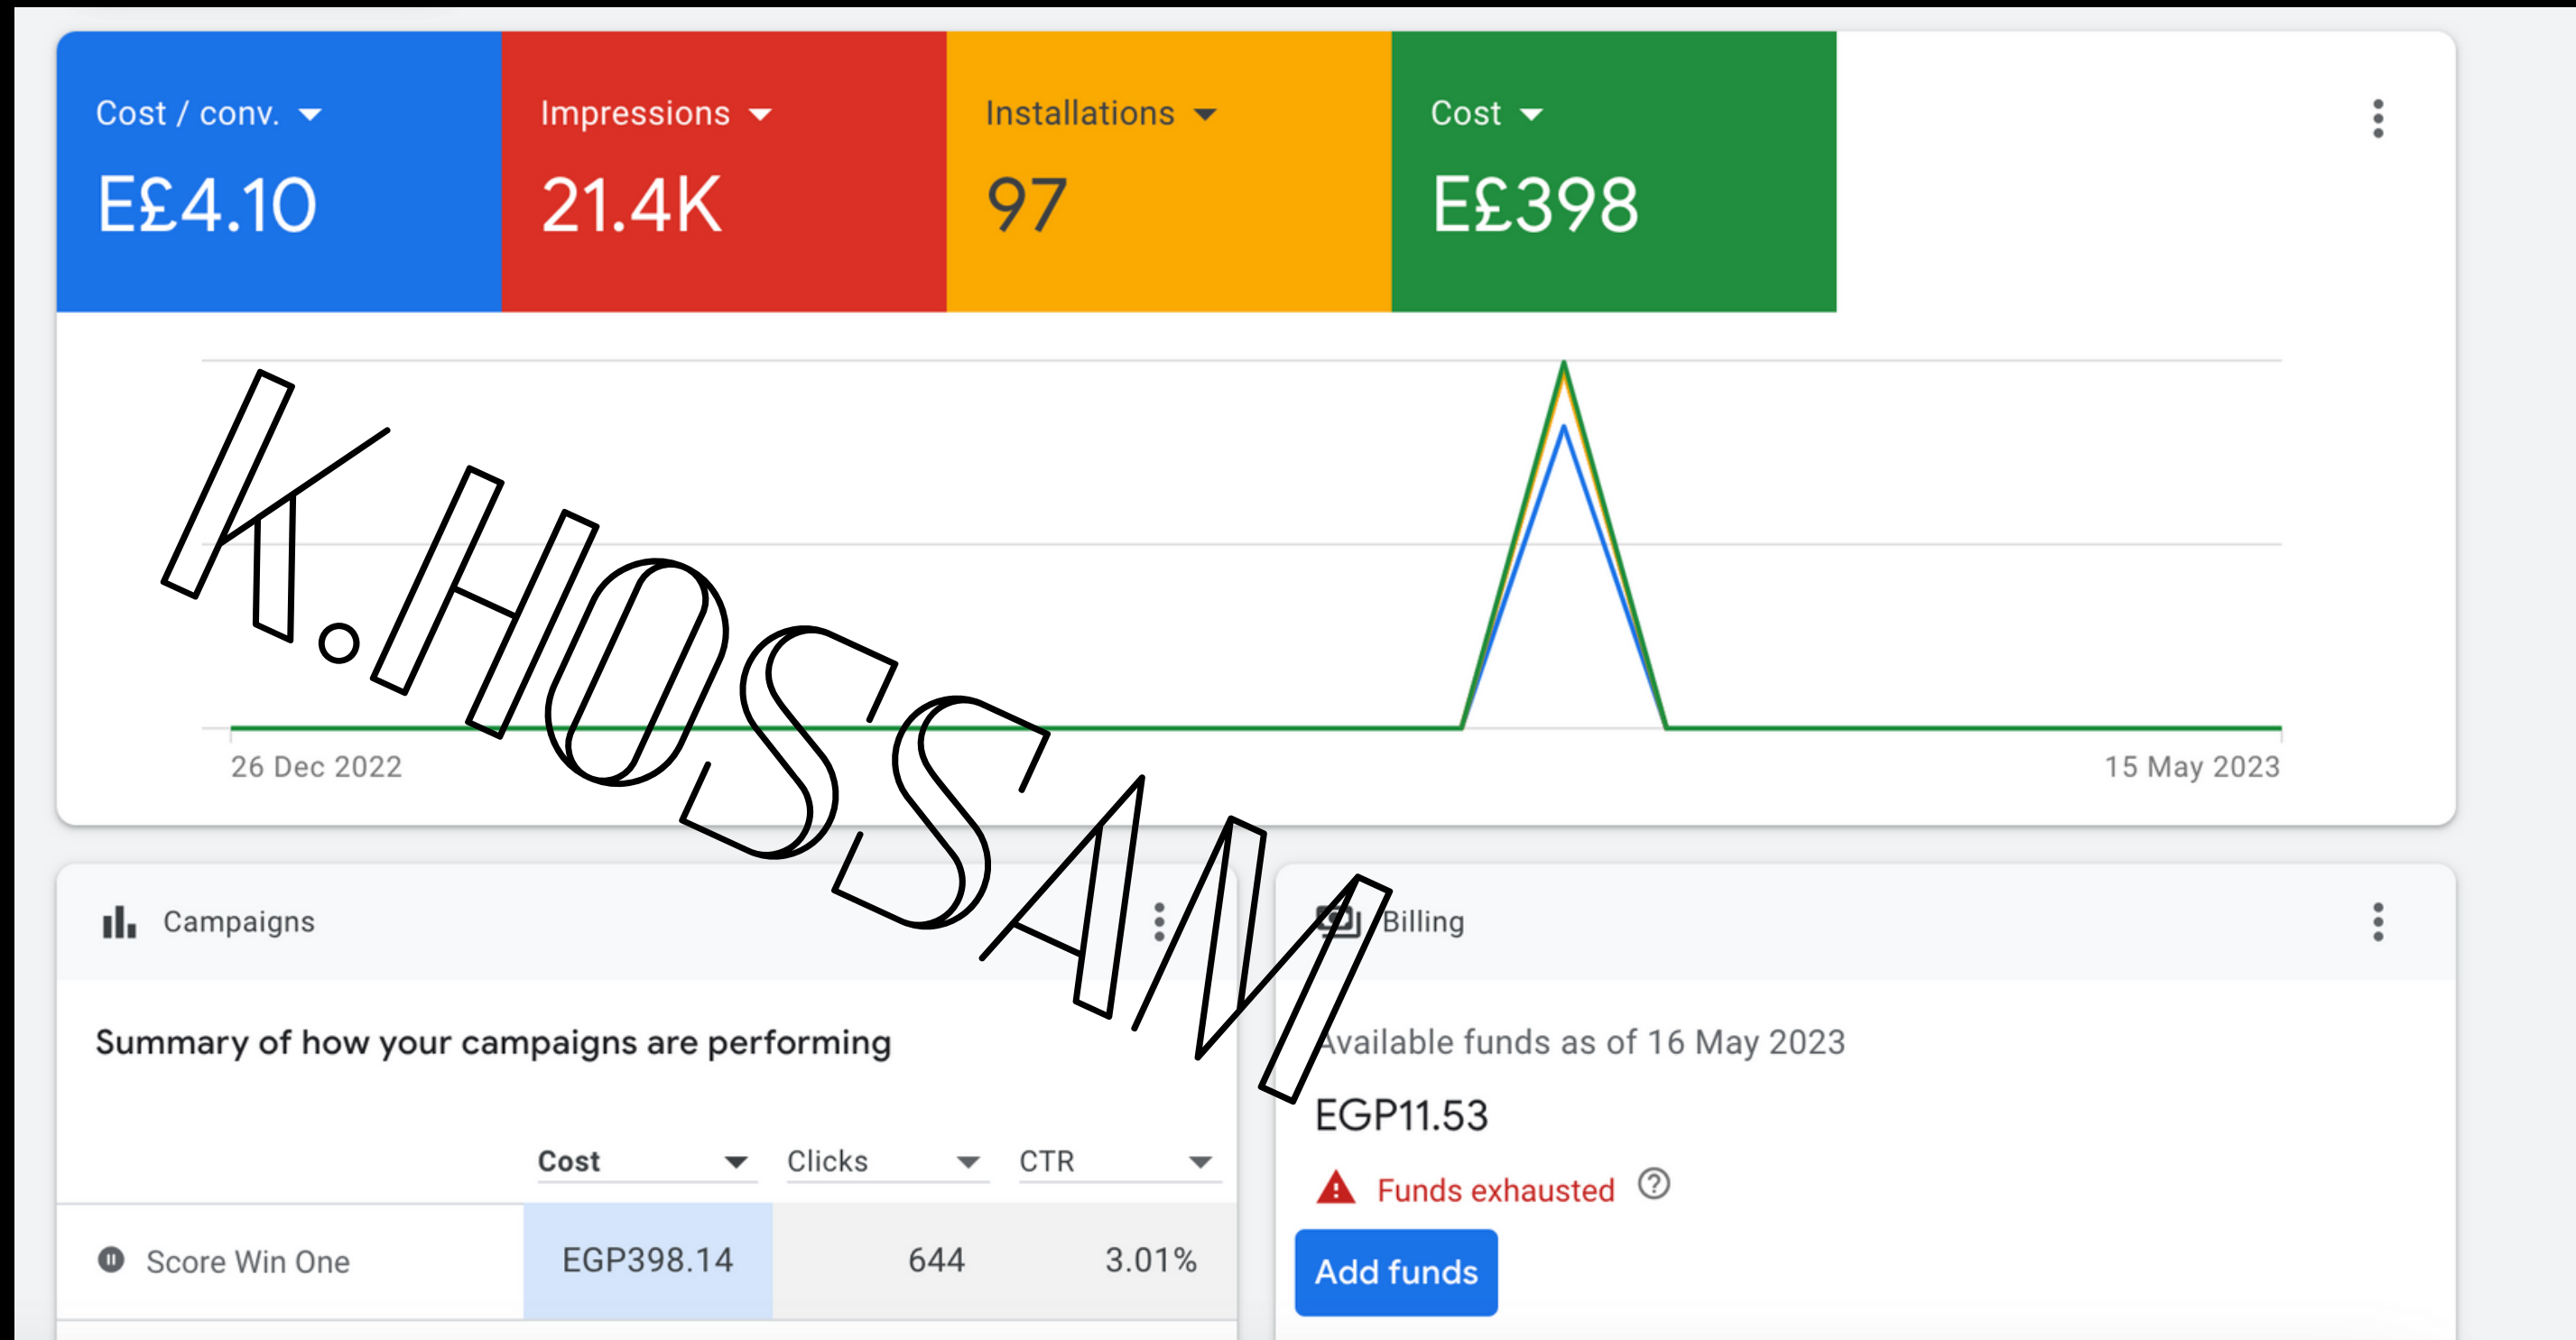 Cost / conv. Impressions Installations Cost
E£4.10 21.4K 97 E£398
K.HOSSAM
26 Dec 2022 15 May 2023
Campaigns
Summary of how your campaigns are performing
Cost Clicks CTR
Score Win One EGP398.14 644 3.01%
Billing
Available funds as of 16 May 2023
EGP11.53
Funds exhausted
Add funds